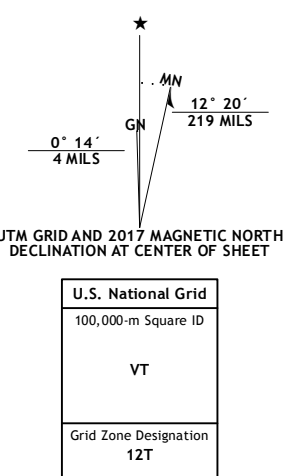 MN
GN
12° 20´
219 MILS
0° 14´
4 MILS
UTM GRID AND 2017 MAGNETIC NORTH
DECLINATION AT CENTER OF SHEET
U.S. National Grid
100,000-m Square ID
VT
Grid Zone Designation
12T